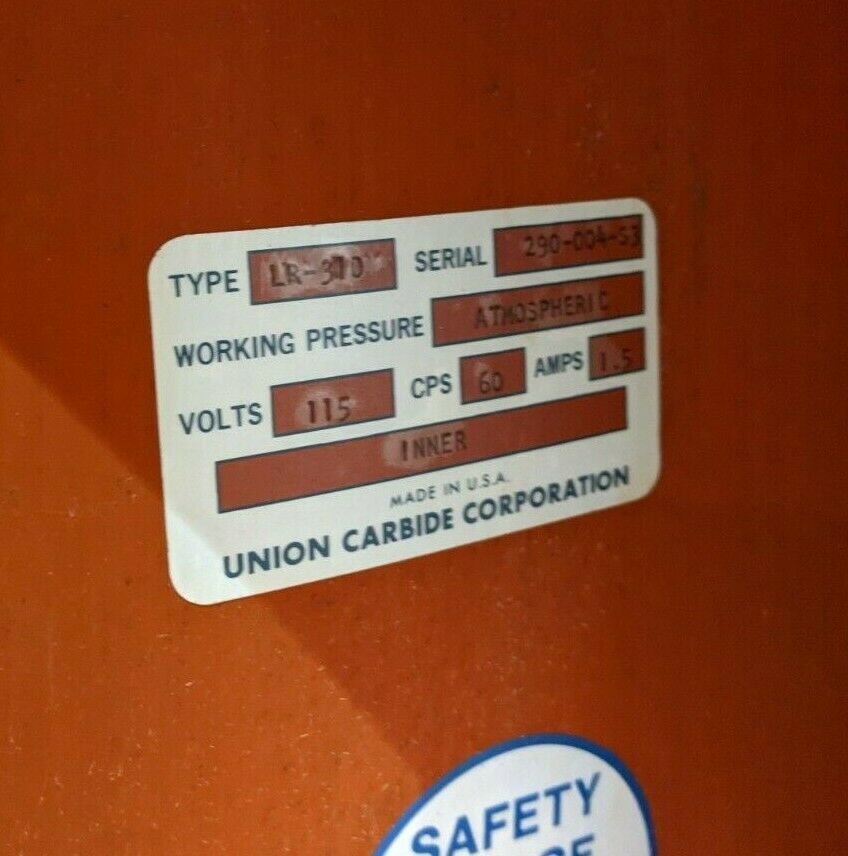 TYPE LR-310 SERIAL 290-004-S3
WORKING PRESSURE ATMOSPHERIC
VOLTS 115 CPS 60 AMPS 1.5
INNER
MADE IN U.S.A.
UNION CARBIDE CORPORATION
SAFETY